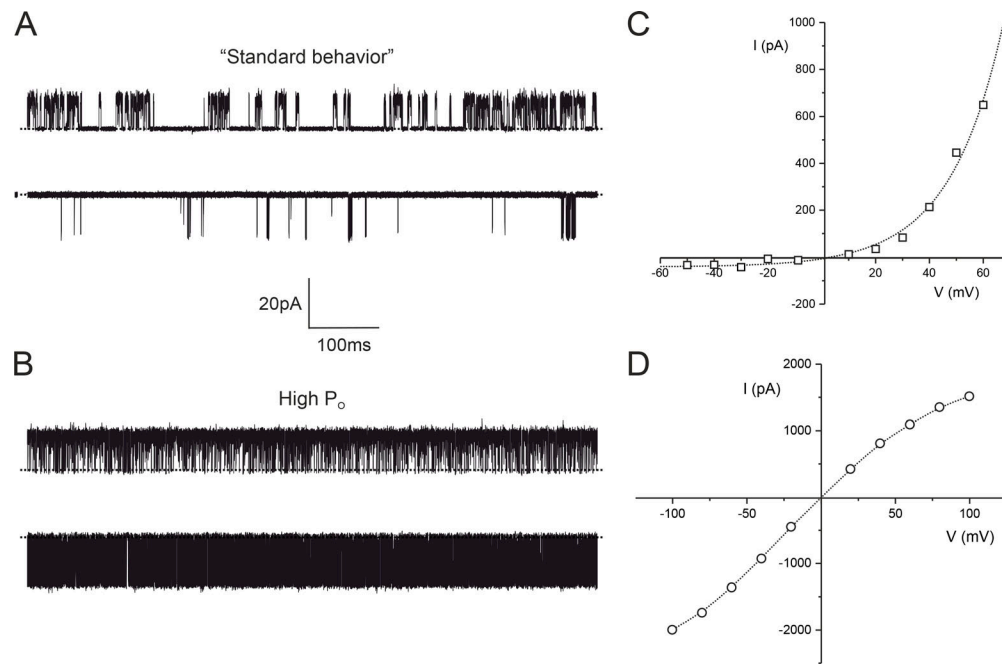 A
“Standard behavior”
20pA
100ms
B
High Po
C
I (pA)
1000
800
600
400
200
-60 -40 -20 20 40 60
V (mV)
-200
D
2000
I (pA)
1000
-100 -50 50 100
V (mV)
-1000
-2000